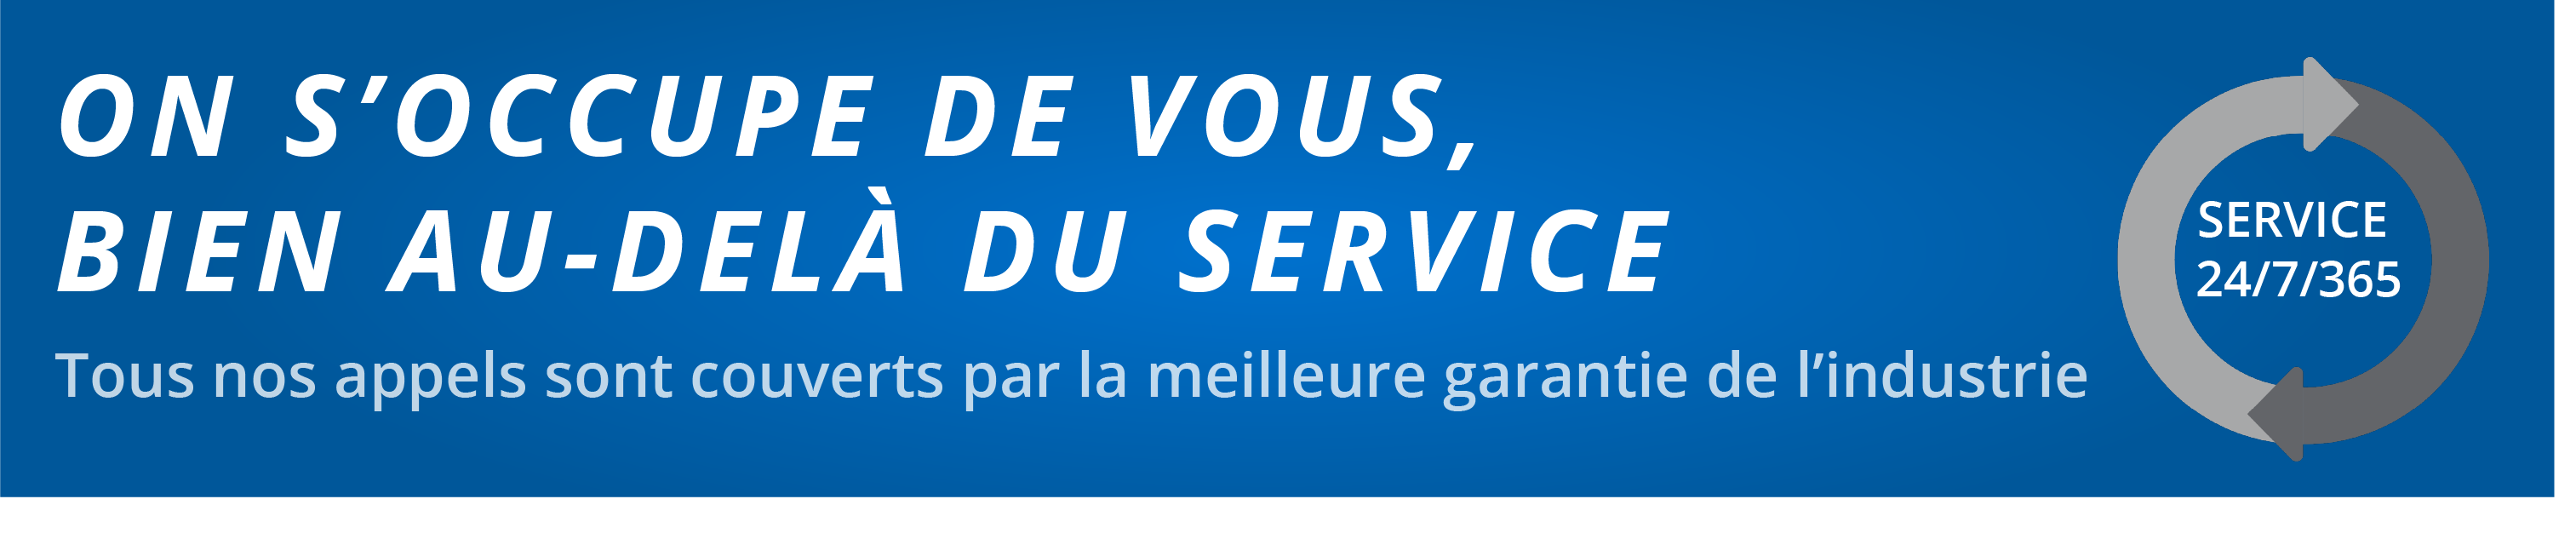 ON S’OCCUPE DE VOUS,
BIEN AU-DELÀ DU SERVICE
Tous nos appels sont couverts par la meilleure garantie de l’industrie
SERVICE
24/7/365